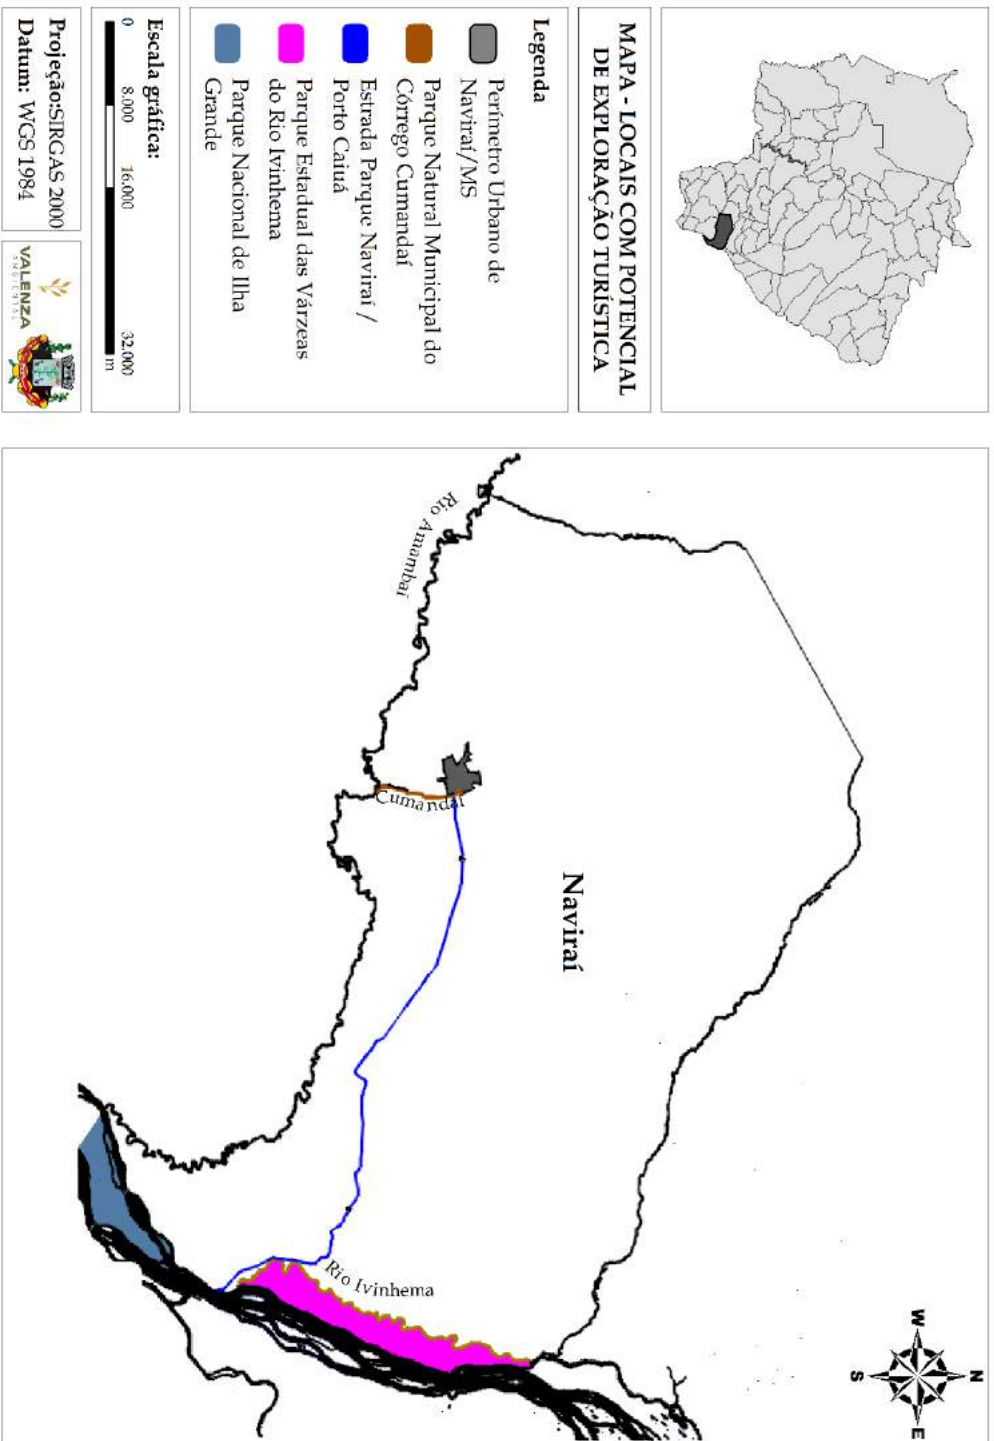 MAPA - LOCAIS COM POTENCIAL
DE EXPLORAÇÃO TURÍSTICA
Legenda
Perímetro Urbano de
Naviraí/MS
Parque Natural Municipal do
Córrego Cumandaí
Estrada Parque Naviraí /
Porto Caiuá
Parque Estadual das Várzeas
do Rio Ivinhema
Parque Nacional de Ilha
Grande
Escala gráfica:
0 8.000 16.000 32.000
m
Projeção:SIRGAS 2000
Datum: WGS 1984
VALENZA
AMBIENTAL
Rio Amambai
Cumandaí
Naviraí
Rio Ivinhema
N
W
E
S